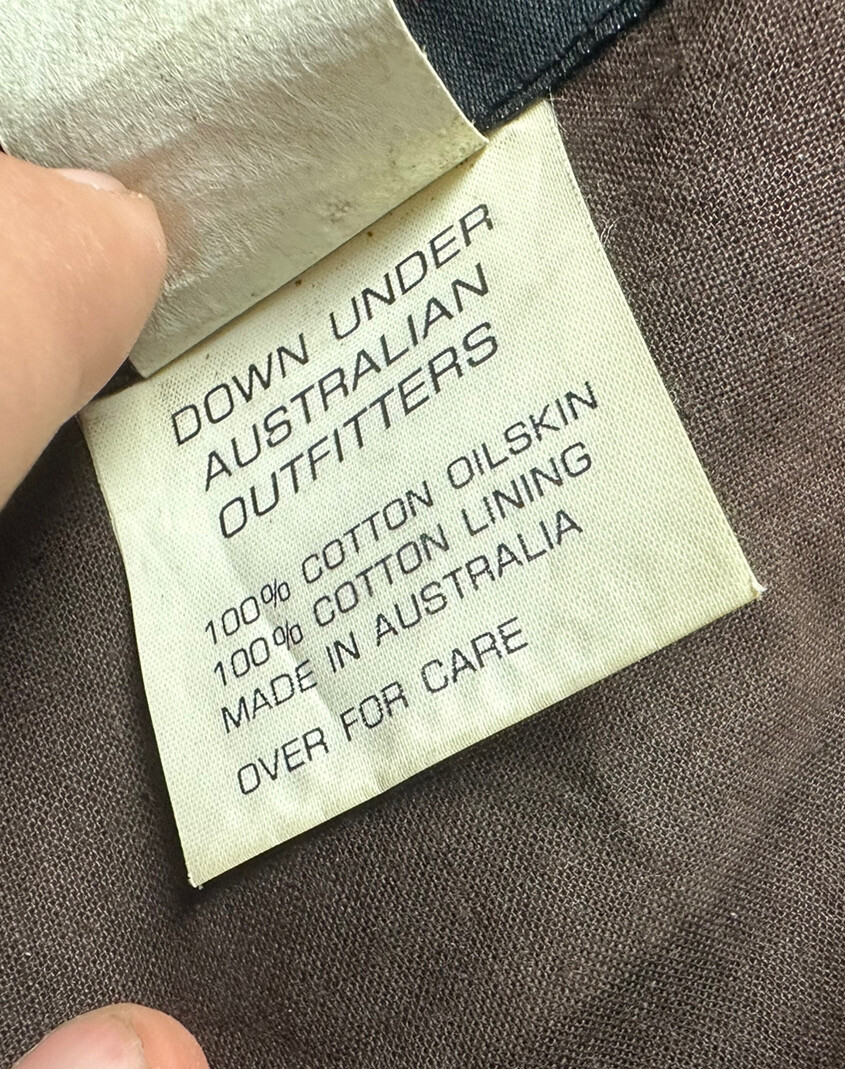 DOWN UNDER
AUSTRALIAN
OUTFITTERS
100% COTTON OILSKIN
100% COTTON LINING
MADE IN AUSTRALIA
OVER FOR CARE